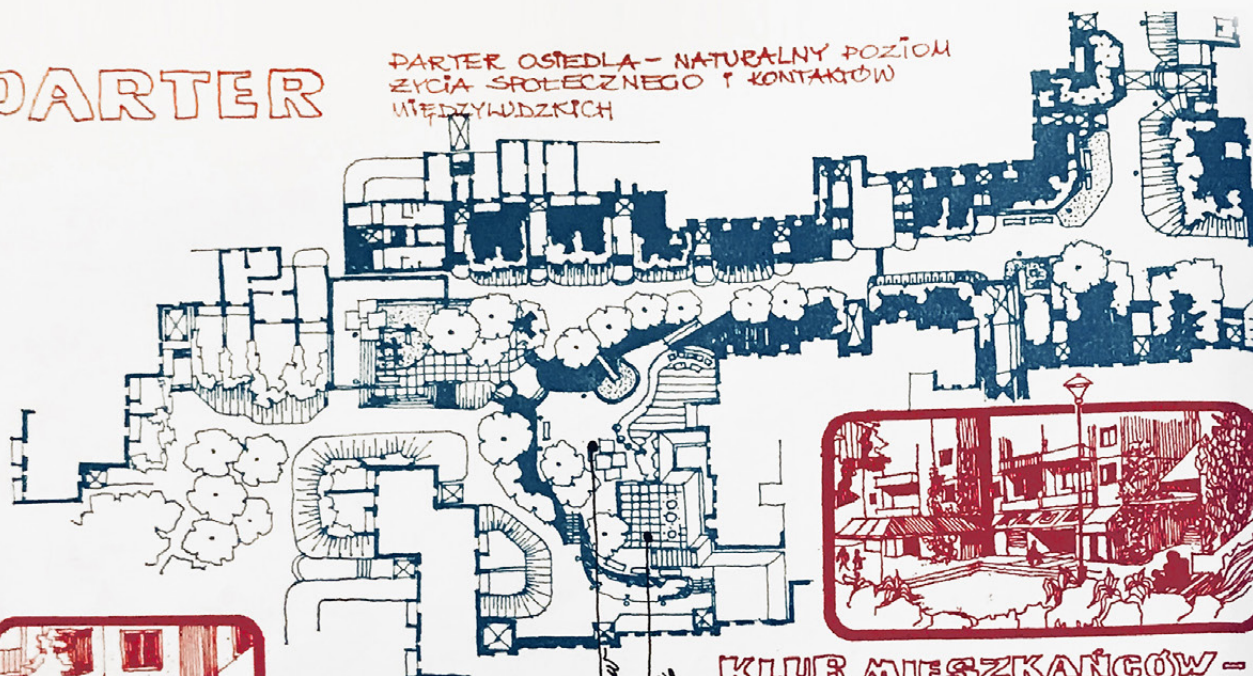 PARTER
PARTER OSIEDLA – NATURALNY POZIOM
ŻYCIA SPOŁECZNEGO I KONTAKTÓW
MIĘDZYLUDZKICH
KLUB MIESZKAŃCÓW –